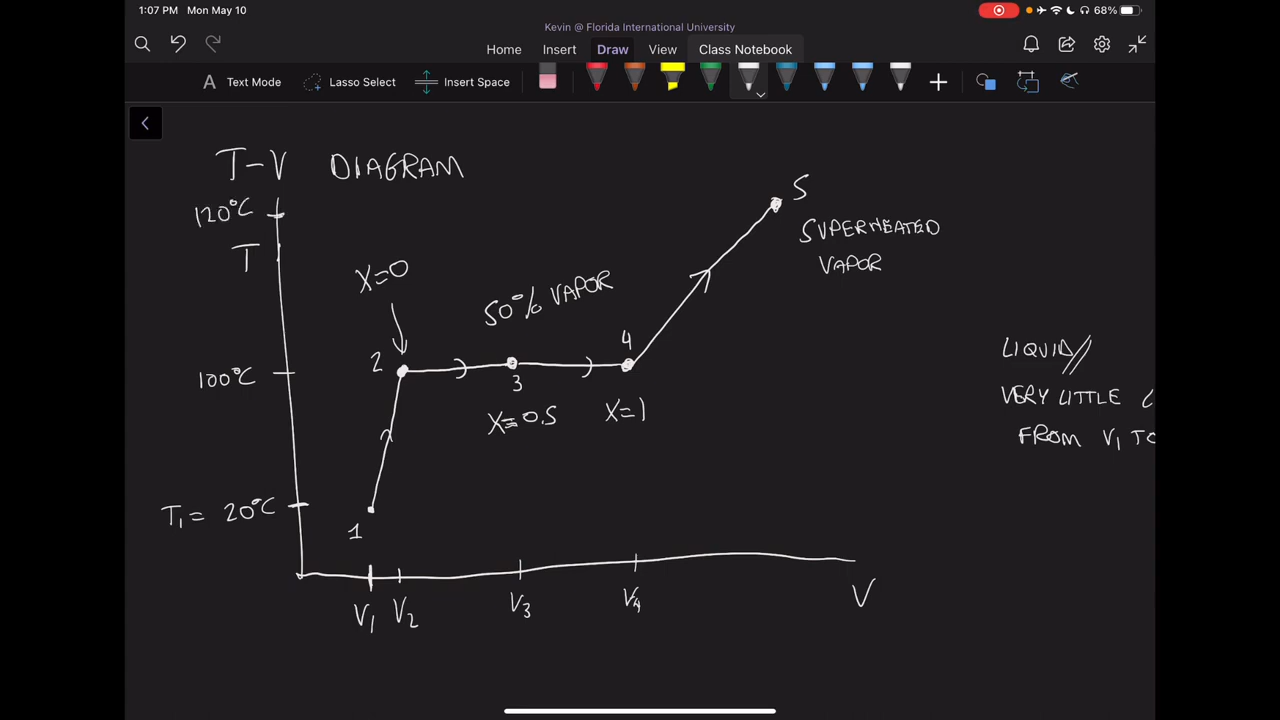 1:07 PM Mon May 10
68%
Kevin @ Florida International University
Home Insert Draw View Class Notebook
A Text Mode Lasso Select Insert Space
T-V DIAGRAM
120°C
T
5
SUPERHEATED
VAPOR
X=0
50% VAPOR
2
4
3
100°C
X=0.5
X=1
LIQUID//
VERY LITTLE
FROM V₁ TO
T₁ = 20°C
1
V₁ V₂ V₃ V₄ V